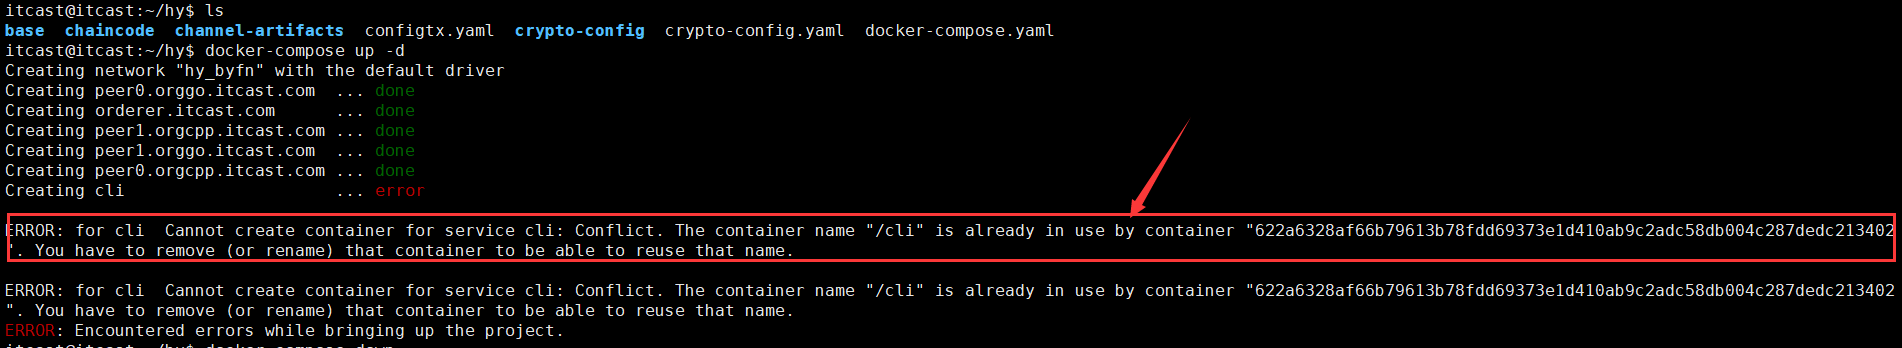 itcast@itcast:~/hy$ ls
base  chaincode  channel-artifacts  configtx.yaml  crypto-config  crypto-config.yaml  docker-compose.yaml
itcast@itcast:~/hy$ docker-compose up -d
Creating network "hy_byfn" with the default driver
Creating peer0.orggo.itcast.com  ... done
Creating orderer.itcast.com      ... done
Creating peer1.orgcpp.itcast.com ... done
Creating peer1.orggo.itcast.com  ... done
Creating peer0.orgcpp.itcast.com ... done
Creating cli                     ... error
ERROR: for cli  Cannot create container for service cli: Conflict. The container name "/cli" is already in use by container "622a6328af66b79613b78fdd69373e1d410ab9c2adc58db004c287dedc213402
". You have to remove (or rename) that container to be able to reuse that name.
ERROR: for cli  Cannot create container for service cli: Conflict. The container name "/cli" is already in use by container "622a6328af66b79613b78fdd69373e1d410ab9c2adc58db004c287dedc213402
". You have to remove (or rename) that container to be able to reuse that name.
ERROR: Encountered errors while bringing up the project.
itcast@itcast:~/hy$ docker-compose down